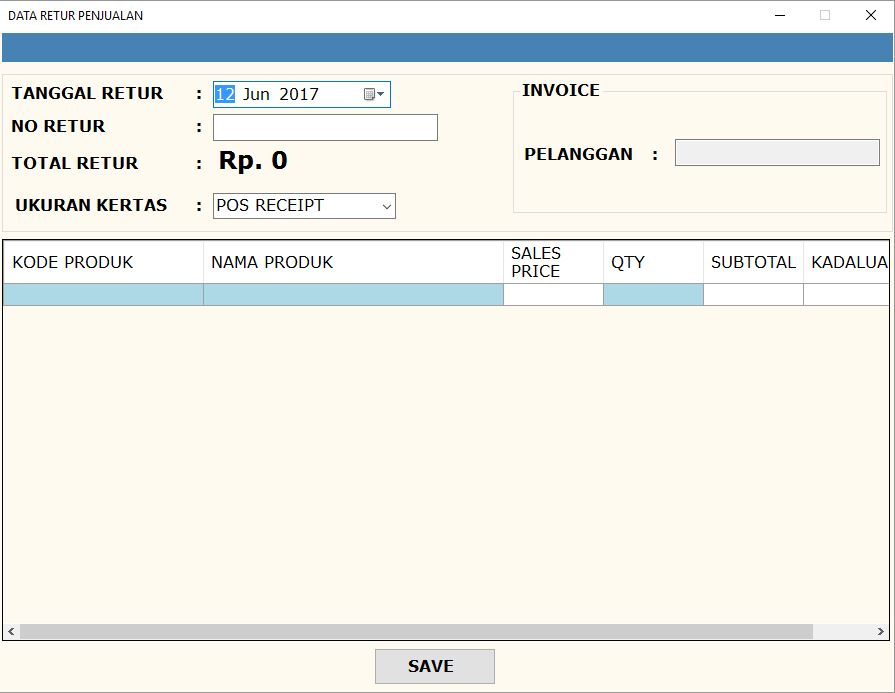 DATA RETUR PENJUALAN
TANGGAL RETUR : 12 Jun 2017
NO RETUR :
TOTAL RETUR : Rp. 0
UKURAN KERTAS : POS RECEIPT
INVOICE
PELANGGAN :
KODE PRODUK NAMA PRODUK SALES PRICE QTY SUBTOTAL KADALUA
SAVE